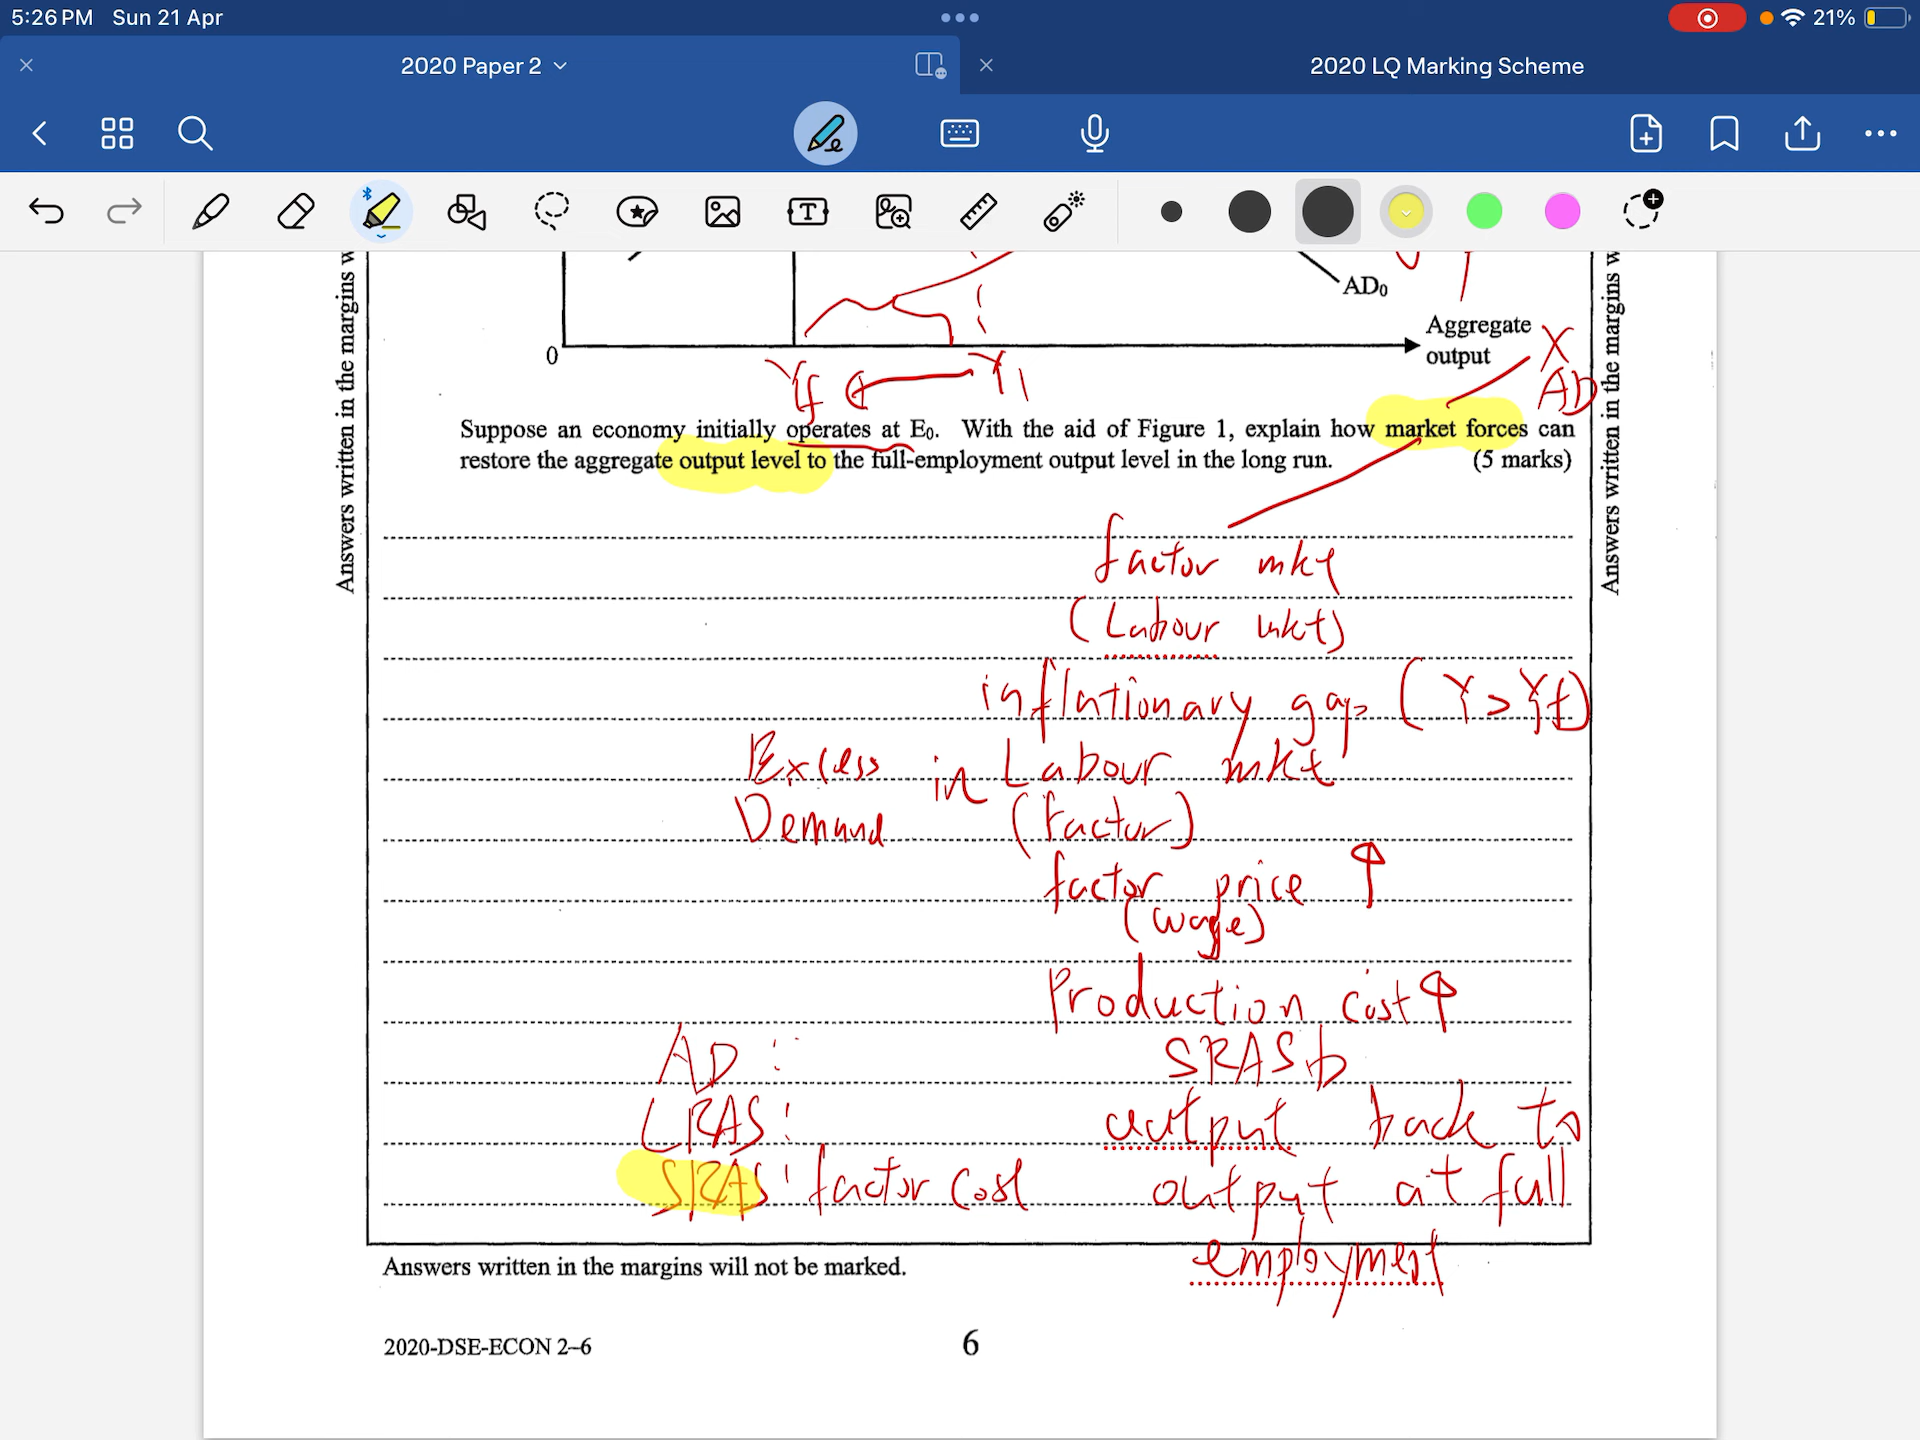 5:26 PM Sun 21 Apr
21%
2020 Paper 2
2020 LQ Marking Scheme
Answers written in the margins w
AD0
Aggregate
output
0
Yf
Y1
X
AD
Suppose an economy initially operates at E0. With the aid of Figure 1, explain how market forces can
restore the aggregate output level to the full-employment output level in the long run. (5 marks)
factor mkt
(Labour mkt)
inflationary gap (Y > Yf)
Excess in Labour mkt
Demand (factor)
factor price ↑
(wage)
Production cost ↑
AD :
SRAS ↓
LRAS :
output back to
SRAS : factor cost
output at full
employment
Answers written in the margins w
Answers written in the margins will not be marked.
2020-DSE-ECON 2–6
6